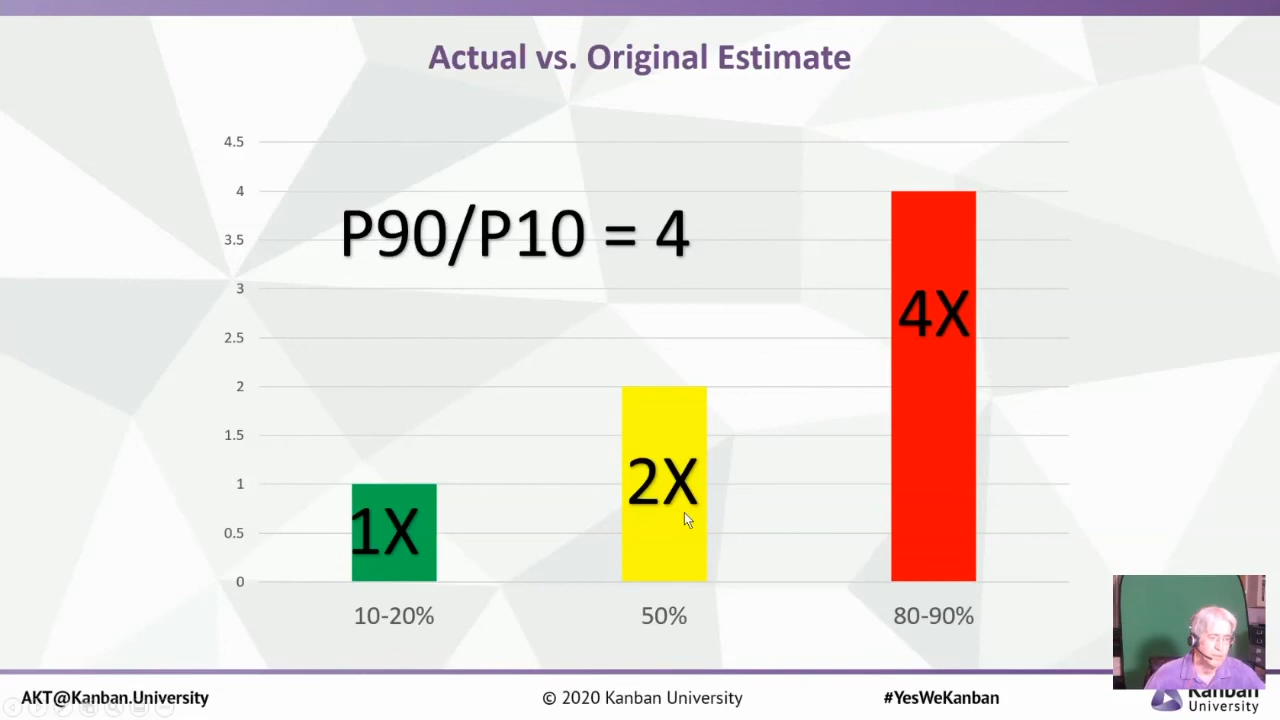 Actual vs. Original Estimate
4.5
4
3.5
3
2.5
2
1.5
1
0.5
0
P90/P10 = 4
1X
2X
4X
10-20%
50%
80-90%
AKT@Kanban.University
© 2020 Kanban University
#YesWeKanban
Kanban
University